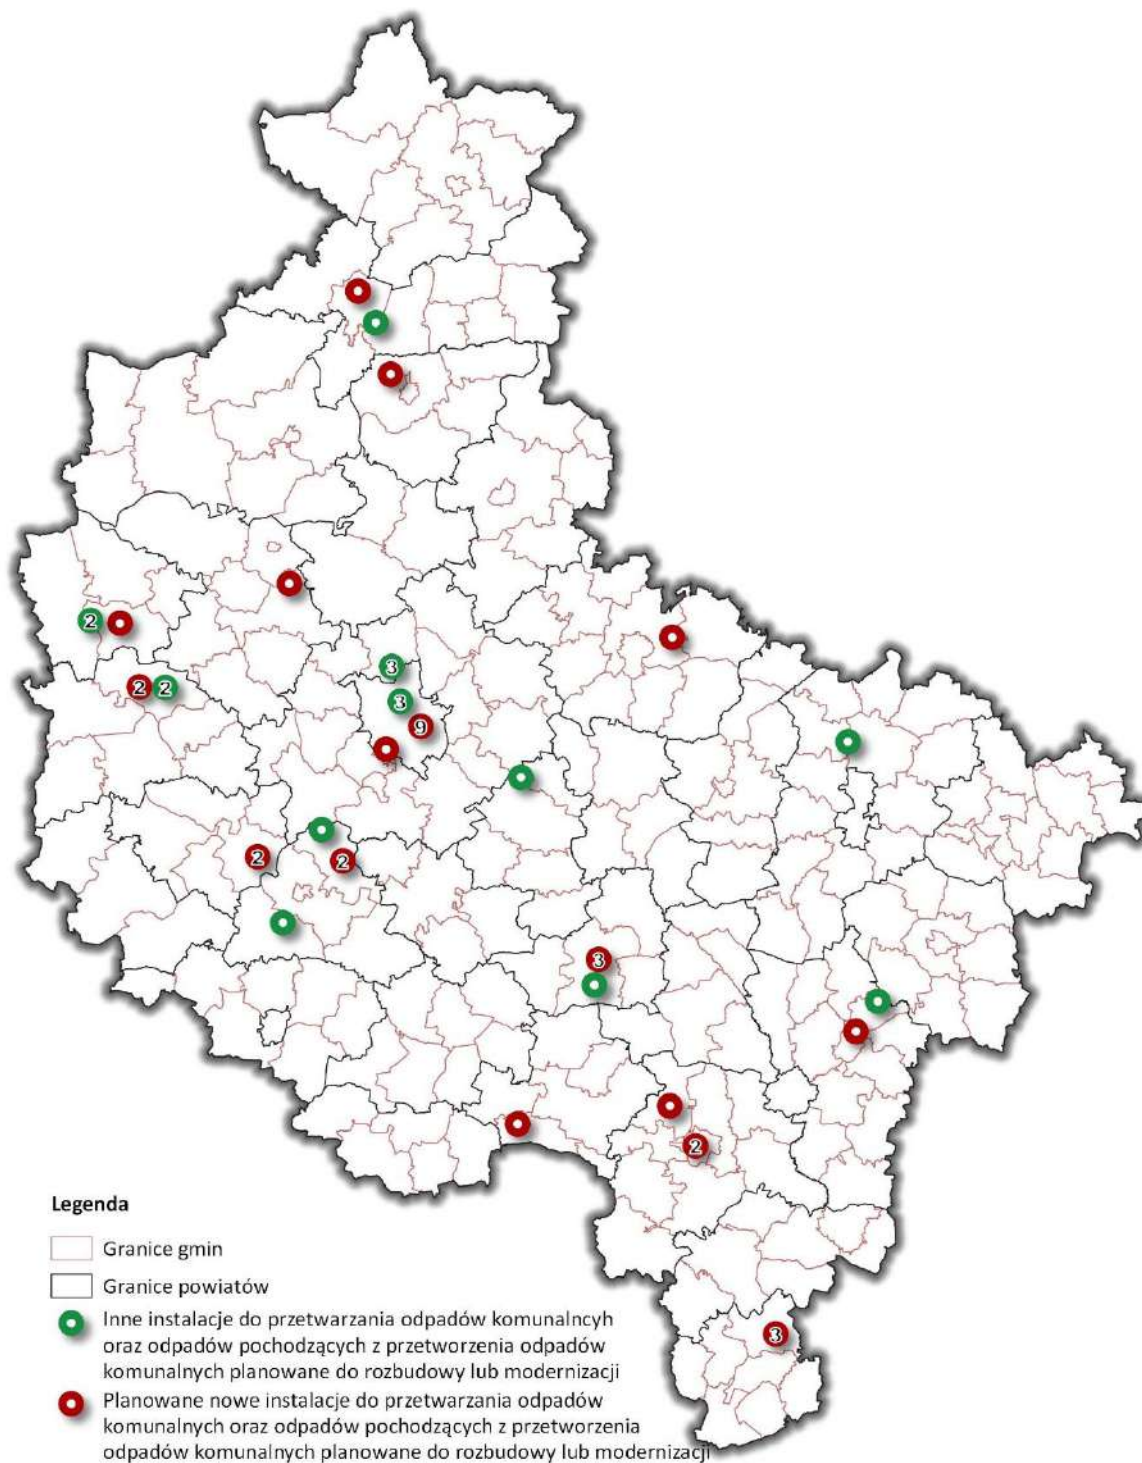 2
2
2
3
3
9
2
2
3
2
3
Legenda
Granice gmin
Granice powiatów
Inne instalacje do przetwarzania odpadów komunalncyh
oraz odpadów pochodzących z przetworzenia odpadów
komunalnych planowane do rozbudowy lub modernizacji
Planowane nowe instalacje do przetwarzania odpadów
komunalnych oraz odpadów pochodzących z przetworzenia
odpadów komunalnych planowane do rozbudowy lub modernizacji